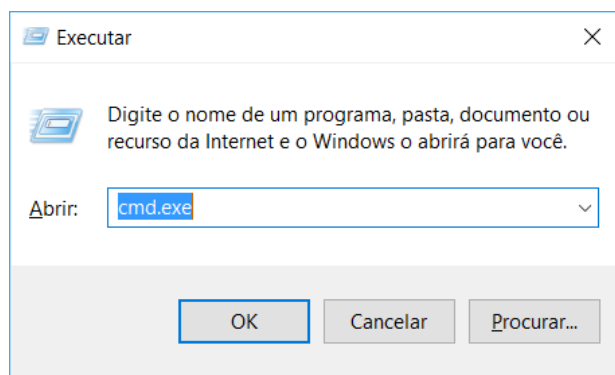 Executar
Digite o nome de um programa, pasta, documento ou
recurso da Internet e o Windows o abrirá para você.
Abrir: cmd.exe
OK Cancelar Procurar...